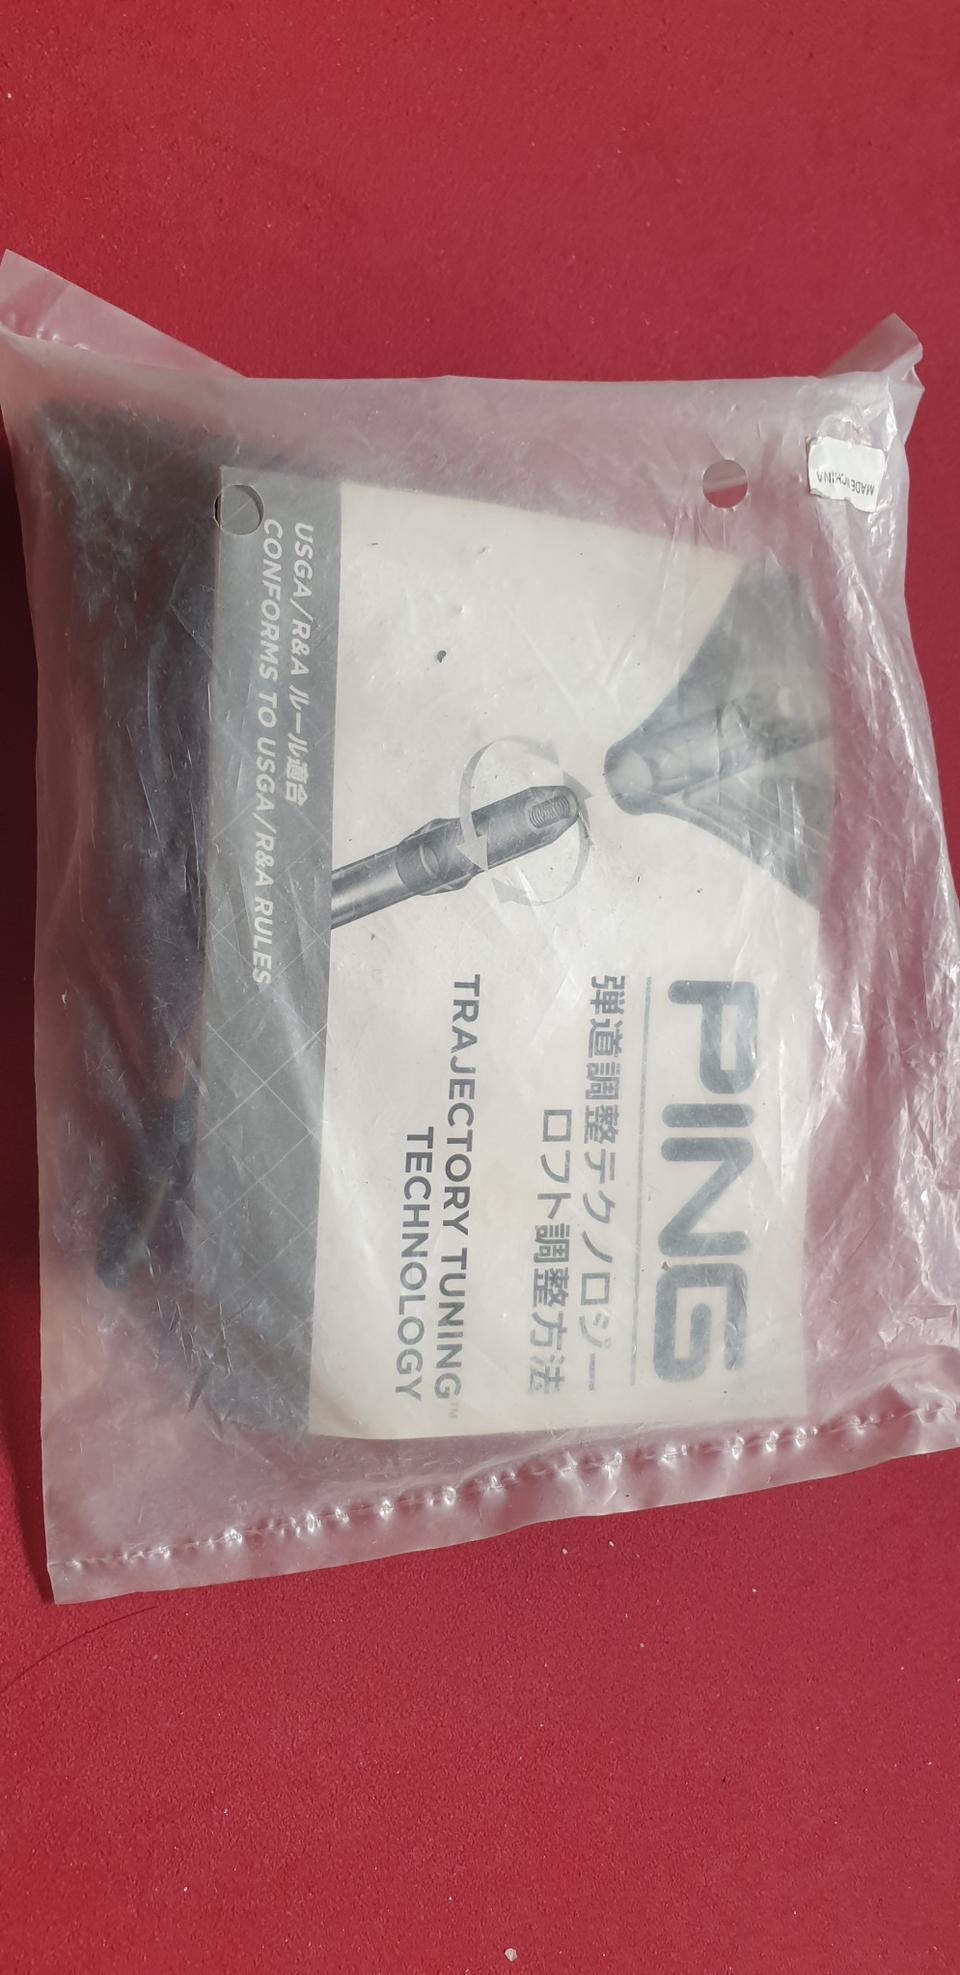 PING
弾道調整テクノロジー
ロフト調整方法
TRAJECTORY TUNING™
TECHNOLOGY
USGA/R&A ルール適合
CONFORMS TO USGA/R&A RULES
MADE IN CHINA